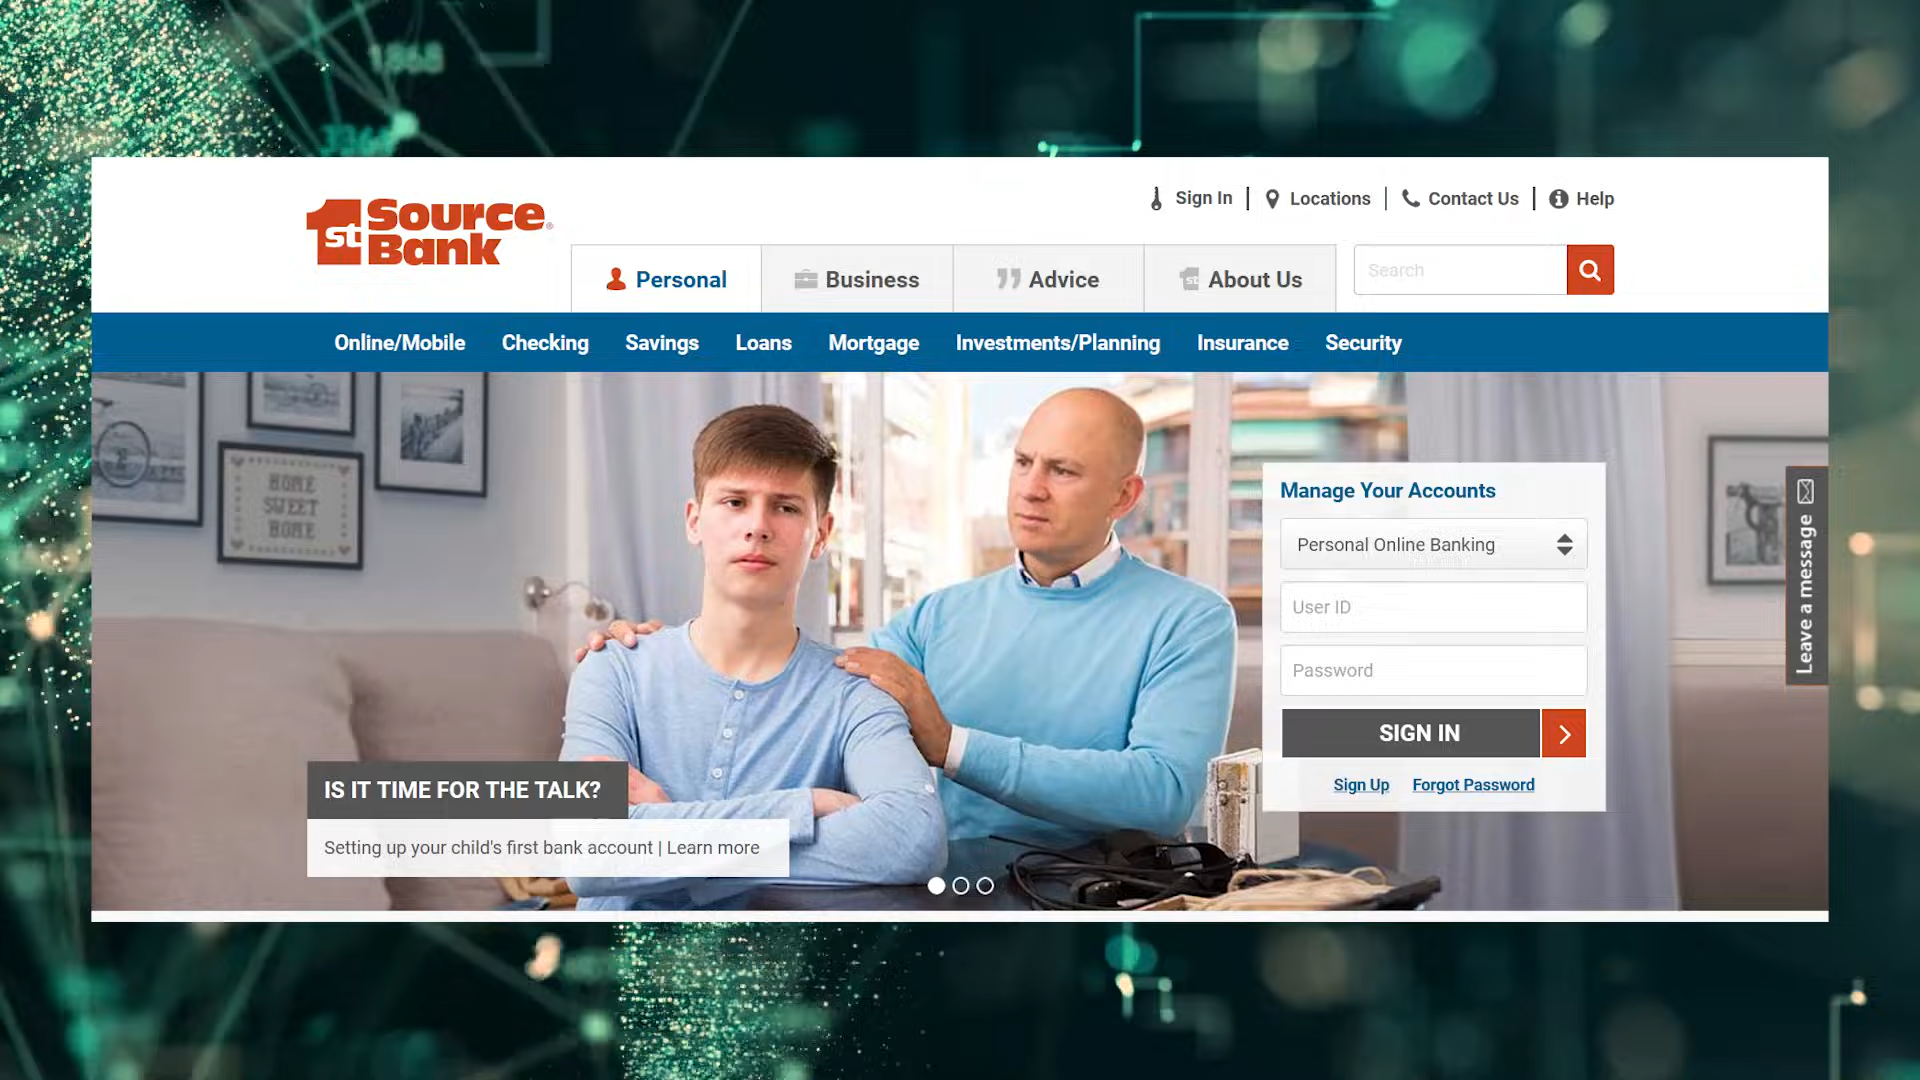 1868
1st Source Bank
Sign In
Locations
Contact Us
Help
Personal
Business
Advice
About Us
Search
Online/Mobile
Checking
Savings
Loans
Mortgage
Investments/Planning
Insurance
Security
HOME
SWEET
HOME
Manage Your Accounts
Personal Online Banking
User ID
Password
SIGN IN
Sign Up
Forgot Password
Leave a message
IS IT TIME FOR THE TALK?
Setting up your child's first bank account | Learn more